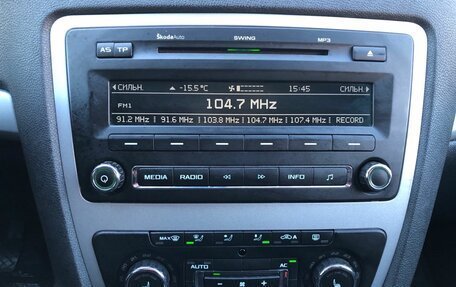 ŠkodaAuto SWING MP3
AS TP
◄СИЛЬН. -15.5 °C 15:45 СИЛЬН.►
FM1 104.7 MHz
91.2 MHz | 91.6 MHz | 103.8 MHz | 104.7 MHz | 107.4 MHz | RECORD
MEDIA RADIO INFO
MAX A
AUTO AC